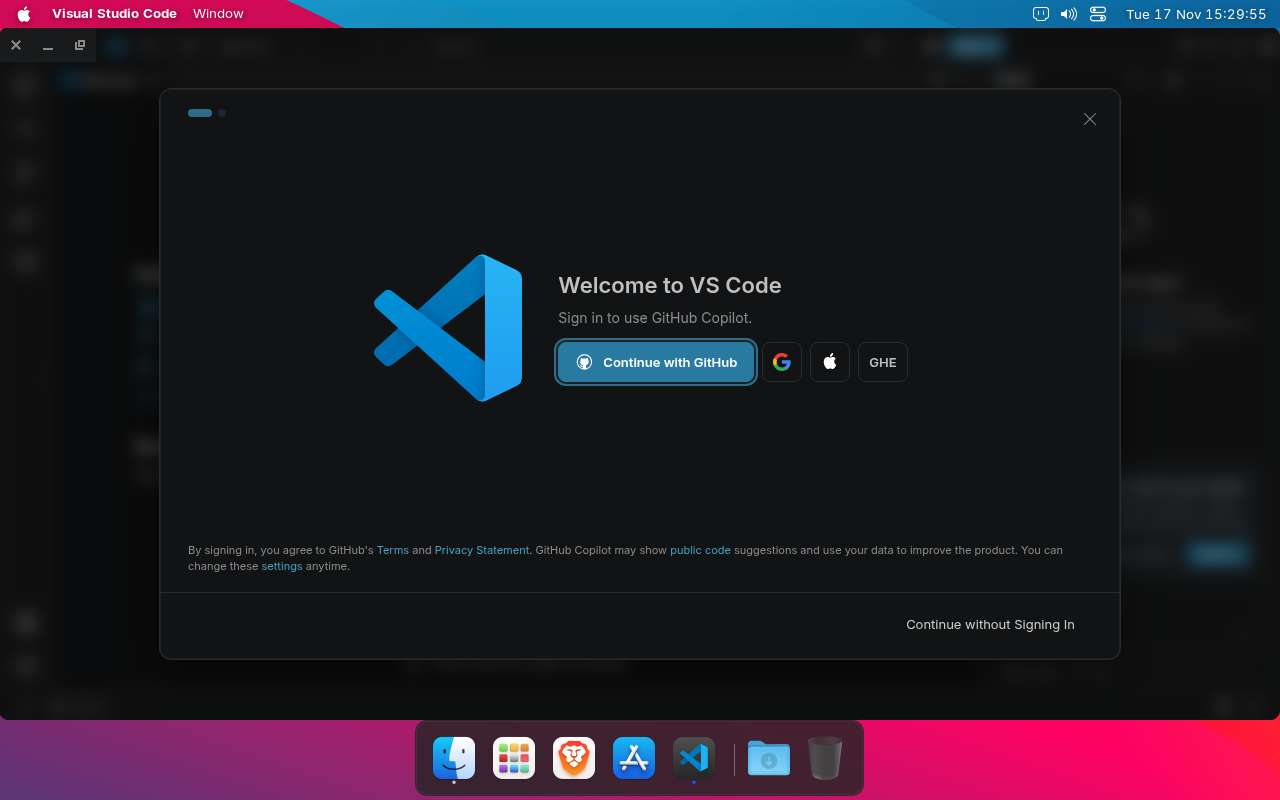 Visual Studio Code Window Tue 17 Nov 15:29:55
Welcome to VS Code
Sign in to use GitHub Copilot.
Continue with GitHub GHE
By signing in, you agree to GitHub's Terms and Privacy Statement. GitHub Copilot may show public code suggestions and use your data to improve the product. You can
change these settings anytime.
Continue without Signing In